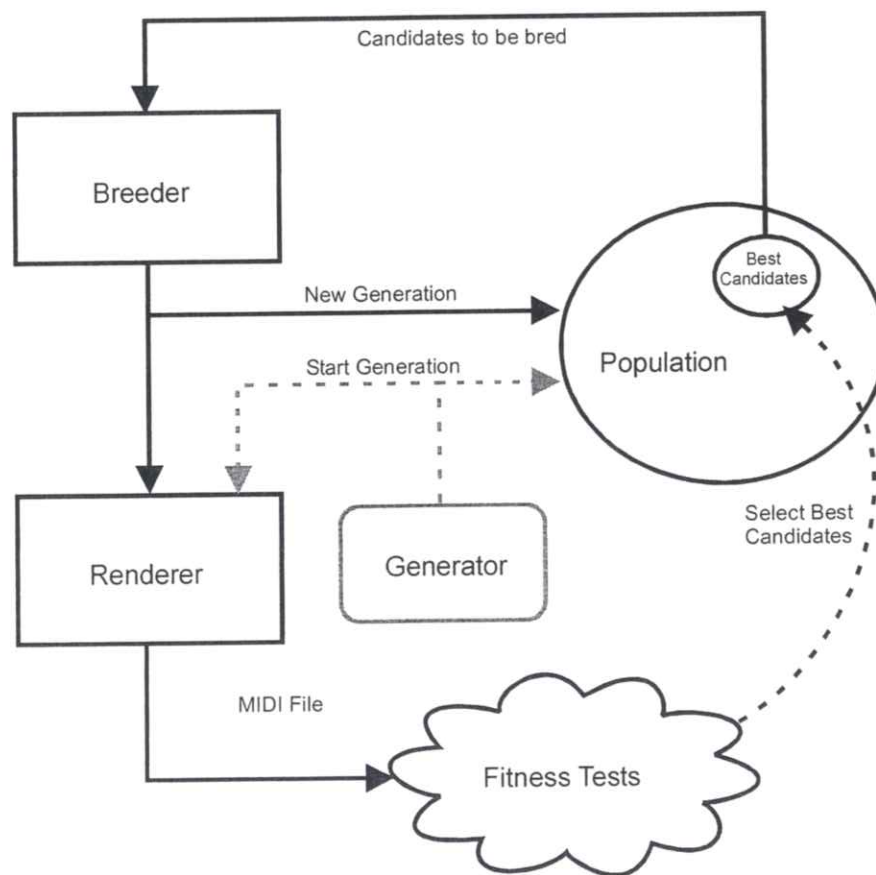 Candidates to be bred
Breeder
Best
Candidates
New Generation
Start Generation
Population
Select Best
Candidates
Renderer
Generator
MIDI File
Fitness Tests